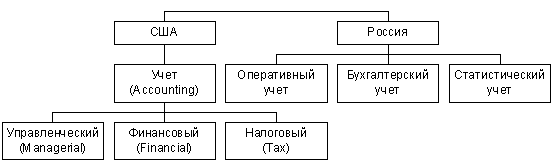 США
Россия
Учет
(Accounting)
Оперативный
учет
Бухгалтерский
учет
Статистический
учет
Управленческий
(Managerial)
Финансовый
(Financial)
Налоговый
(Tax)